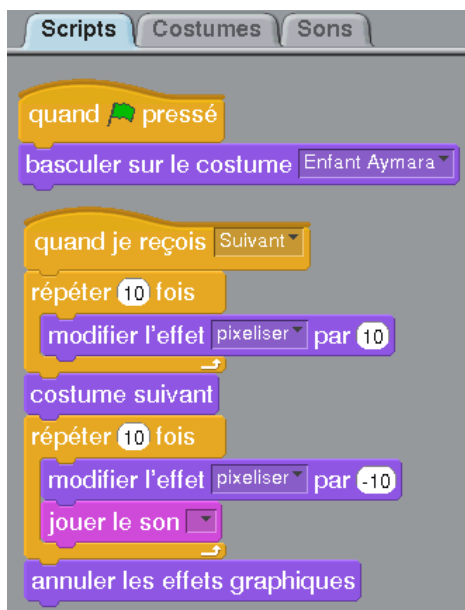 Scripts Costumes Sons
quand pressé
basculer sur le costume Enfant Aymara
quand je reçois Suivant
répéter 10 fois
modifier l'effet pixeliser par 10
costume suivant
répéter 10 fois
modifier l'effet pixeliser par -10
jouer le son
annuler les effets graphiques